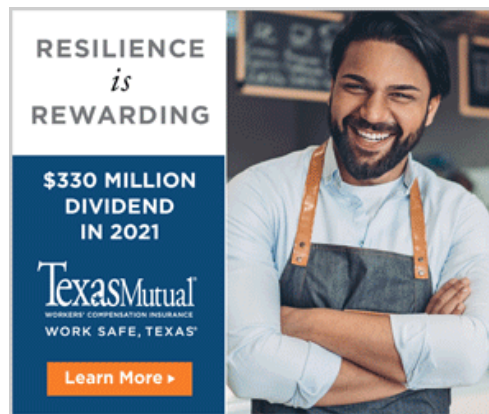 RESILIENCE
is
REWARDING
$330 MILLION
DIVIDEND
IN 2021
TexasMutual®
WORKERS' COMPENSATION INSURANCE
WORK SAFE, TEXAS®
Learn More ▸